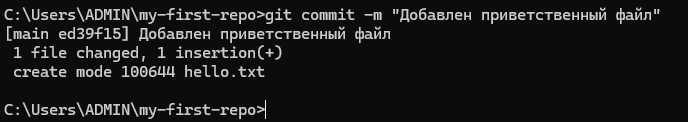 C:\Users\ADMIN\my-first-repo>git commit -m "Добавлен приветственный файл"
[main ed39f15] Добавлен приветственный файл
 1 file changed, 1 insertion(+)
 create mode 100644 hello.txt
C:\Users\ADMIN\my-first-repo>